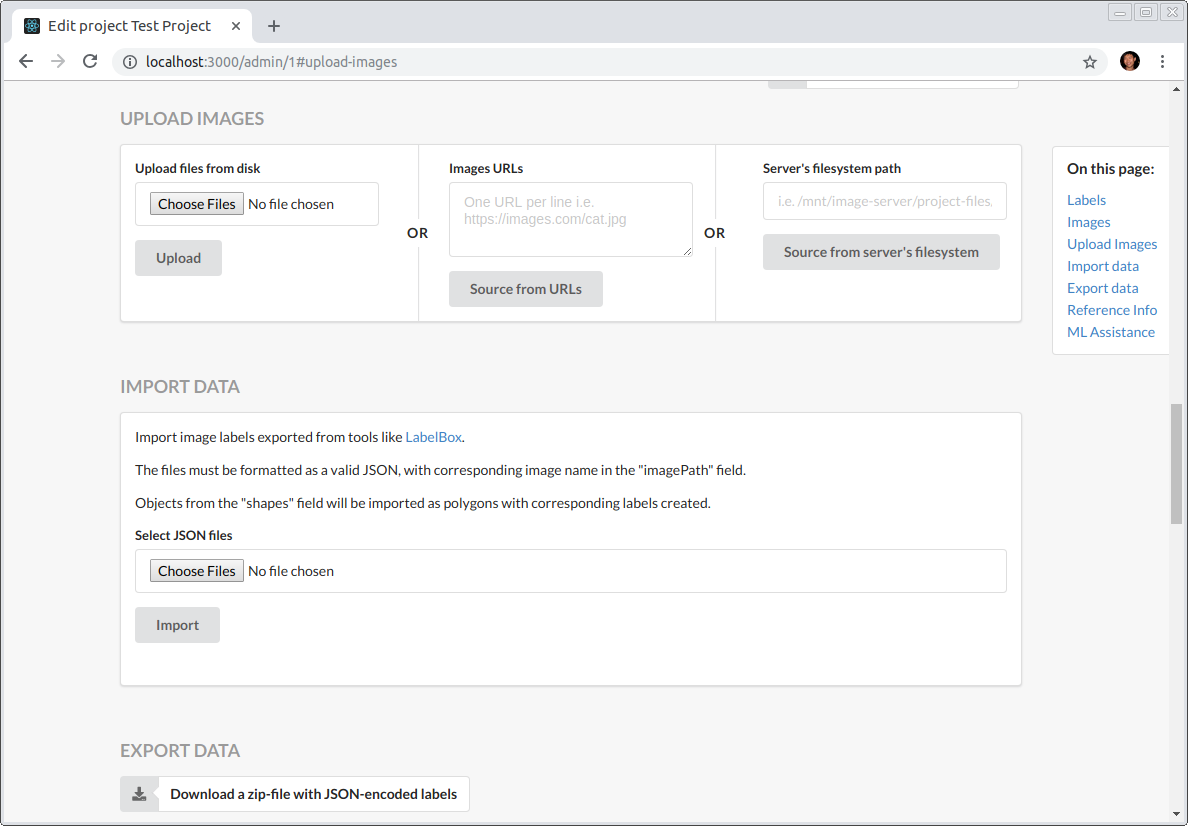 Edit project Test Project
localhost:3000/admin/1#upload-images
UPLOAD IMAGES
Upload files from disk
Choose Files No file chosen
Upload
OR
Images URLs
One URL per line i.e.
https://images.com/cat.jpg
Source from URLs
OR
Server's filesystem path
i.e. /mnt/image-server/project-files.
Source from server's filesystem
On this page:
Labels
Images
Upload Images
Import data
Export data
Reference Info
ML Assistance
IMPORT DATA
Import image labels exported from tools like LabelBox.
The files must be formatted as a valid JSON, with corresponding image name in the "imagePath" field.
Objects from the "shapes" field will be imported as polygons with corresponding labels created.
Select JSON files
Choose Files No file chosen
Import
EXPORT DATA
Download a zip-file with JSON-encoded labels